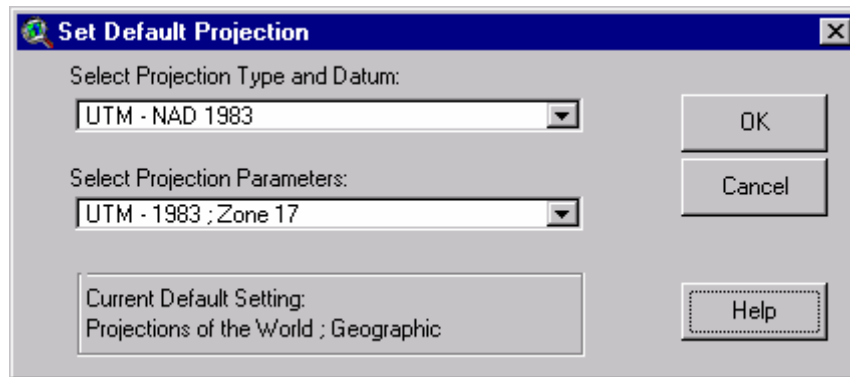 Set Default Projection
Select Projection Type and Datum:
UTM - NAD 1983
OK
Select Projection Parameters:
Cancel
UTM - 1983 ; Zone 17
Current Default Setting:
Projections of the World ; Geographic
Help